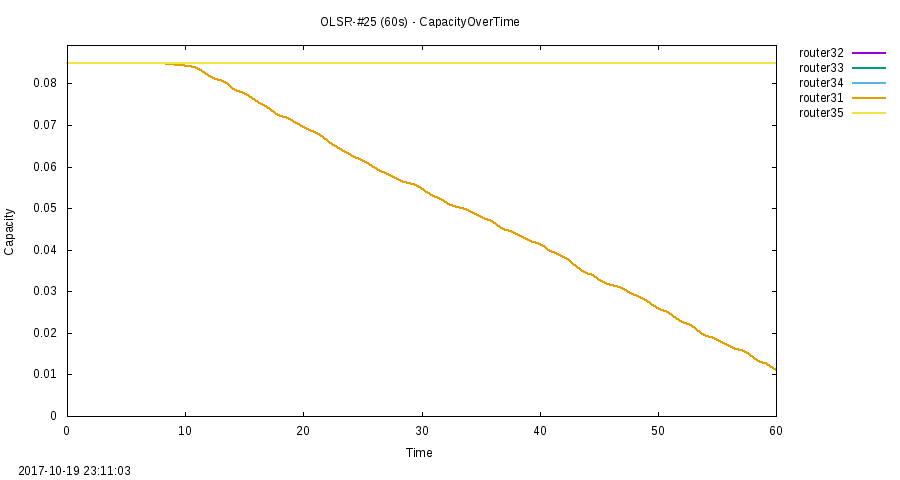 OLSR-#25 (60s) - CapacityOverTime
router32
router33
router34
router31
router35
0.08
0.07
0.06
0.05
0.04
0.03
0.02
0.01
0
Capacity
0 10 20 30 40 50 60
Time
2017-10-19 23:11:03